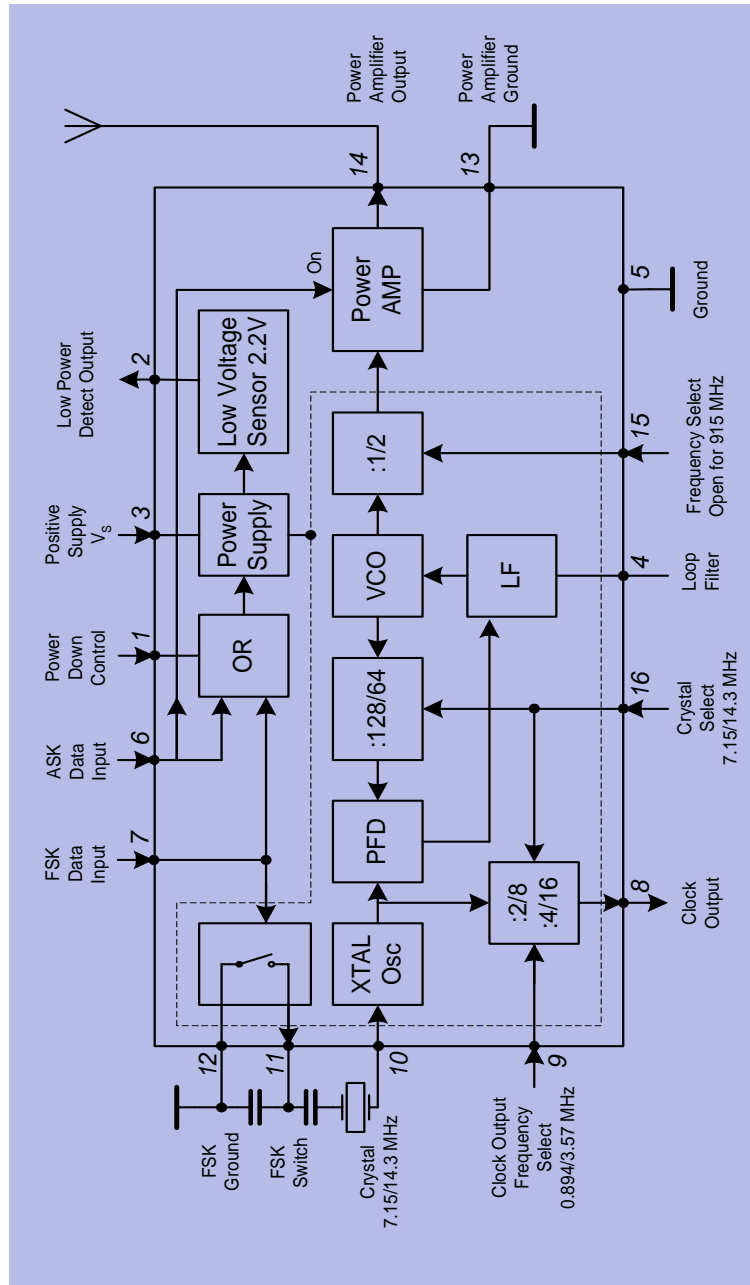 Power
Amplifier
Output
Power
Amplifier
Ground
14
13
Low Power
Detect Output
2
On
Low Voltage
Sensor 2.2V
Power
AMP
5
Ground
Positive
Supply
VS
3
Power
Supply
:1/2
15
Frequency Select
Open for 915 MHz
Power
Down
Control
1
OR
VCO
LF
4
Loop
Filter
ASK
Data
Input
6
:128/64
16
Crystal
Select
7.15/14.3 MHz
FSK
Data
Input
7
PFD
XTAL
Osc
:2/8
:4/16
8
Clock
Output
12
11
10
9
FSK
Ground
FSK
Switch
Crystal
7.15/14.3 MHz
Clock Output
Frequency
Select
0.894/3.57 MHz